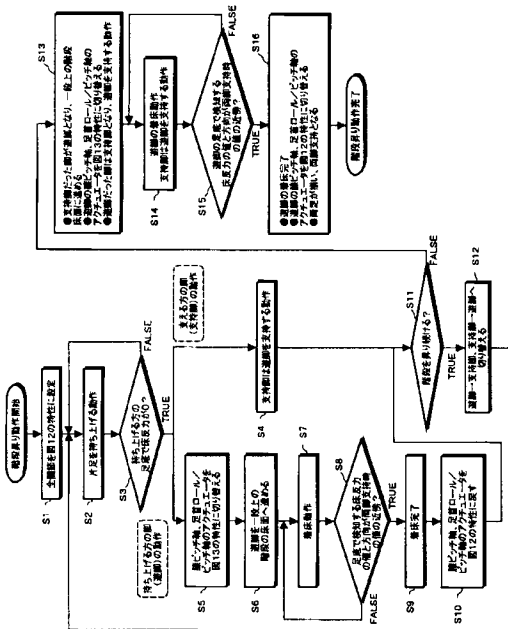 階段昇り動作開始
S1
全関節を図12の特性に設定
S2
片足を持ち上げる動作
S3
持ち上げる方の
足底で床反力が0?
FALSE
TRUE
持ち上げる方の脚
(遊脚)の動作
支える方の脚
(支持脚)の動作
S4
支持脚は遊脚を支持する動作
S5
膝ピッチ軸、足首ロール/
ピッチ軸のアクチュエータを
図13の特性に切り替える
S6
遊脚を一段上の
階段の床面へ進める
S7
着床動作
S8
足底で検知する床反力
の値と方向が両脚支持時
の値の近傍?
FALSE
TRUE
S9
着床完了
S10
膝ピッチ軸、足首ロール/
ピッチ軸のアクチュエータを
図12の特性に戻す
S11
階段を昇り続ける?
FALSE
TRUE
S12
遊脚→支持脚、支持脚→遊脚へ
切り替える
S13
●支持脚だった脚が遊脚となり、一段上の階段
床面に進める
●遊脚の膝ピッチ軸、足首ロール/ピッチ軸の
アクチュエータを図13の特性に切り替える
●遊脚だった脚は支持脚となり、遊脚を支持する動作
S14
遊脚の着床動作
支持脚は遊脚を支持する動作
S15
遊脚の足底で検知する
床反力の値と方向が両脚支持時
の値の近傍?
FALSE
TRUE
S16
●遊脚の着床完了
●遊脚の膝ピッチ軸、足首ロール/ピッチ軸の
アクチュエータを図12の特性に切り替える
●両足が揃い、両脚支持となる
階段昇り動作完了